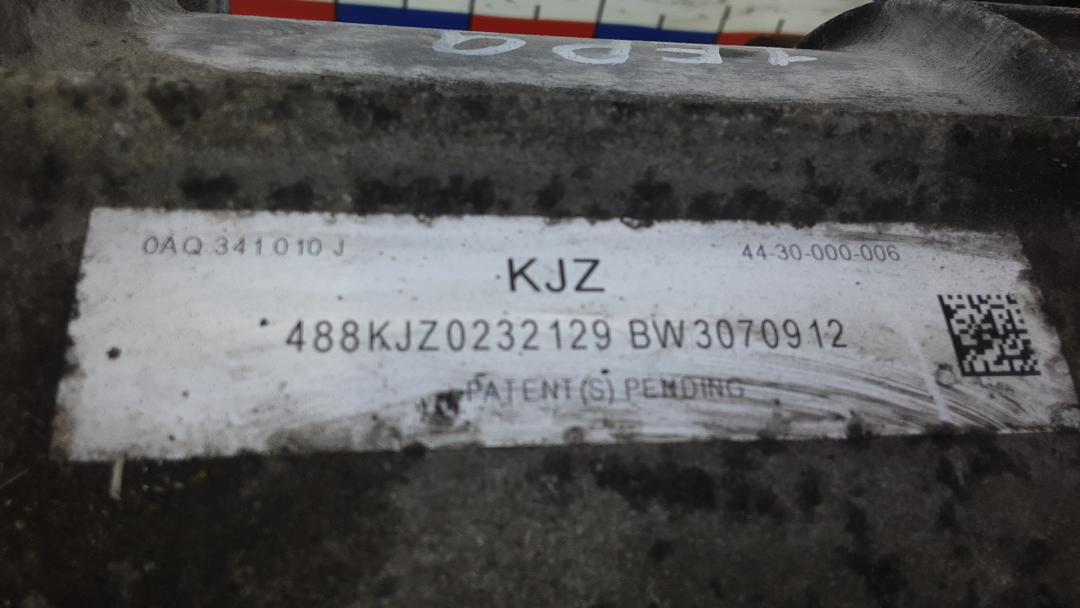 0AQ 341 010 J
44-30-000-006
KJZ
488KJZ0232129 BW3070912
PATENT(S) PENDING